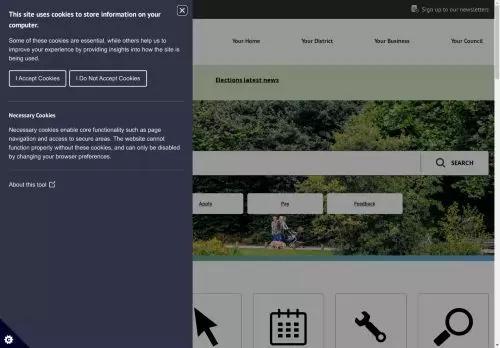 Sign up to our newsletters
This site uses cookies to store information on your
computer.
Some of these cookies are essential, while others help us to
improve your experience by providing insights into how the site is
being used.
I Accept Cookies
I Do Not Accept Cookies
Necessary Cookies
Necessary cookies enable core functionality such as page
navigation and access to secure areas. The website cannot
function properly without these cookies, and can only be disabled
by changing your browser preferences.
About this tool
Your Home
Your District
Your Business
Your Council
Elections latest news
SEARCH
Apply
Pay
Feedback